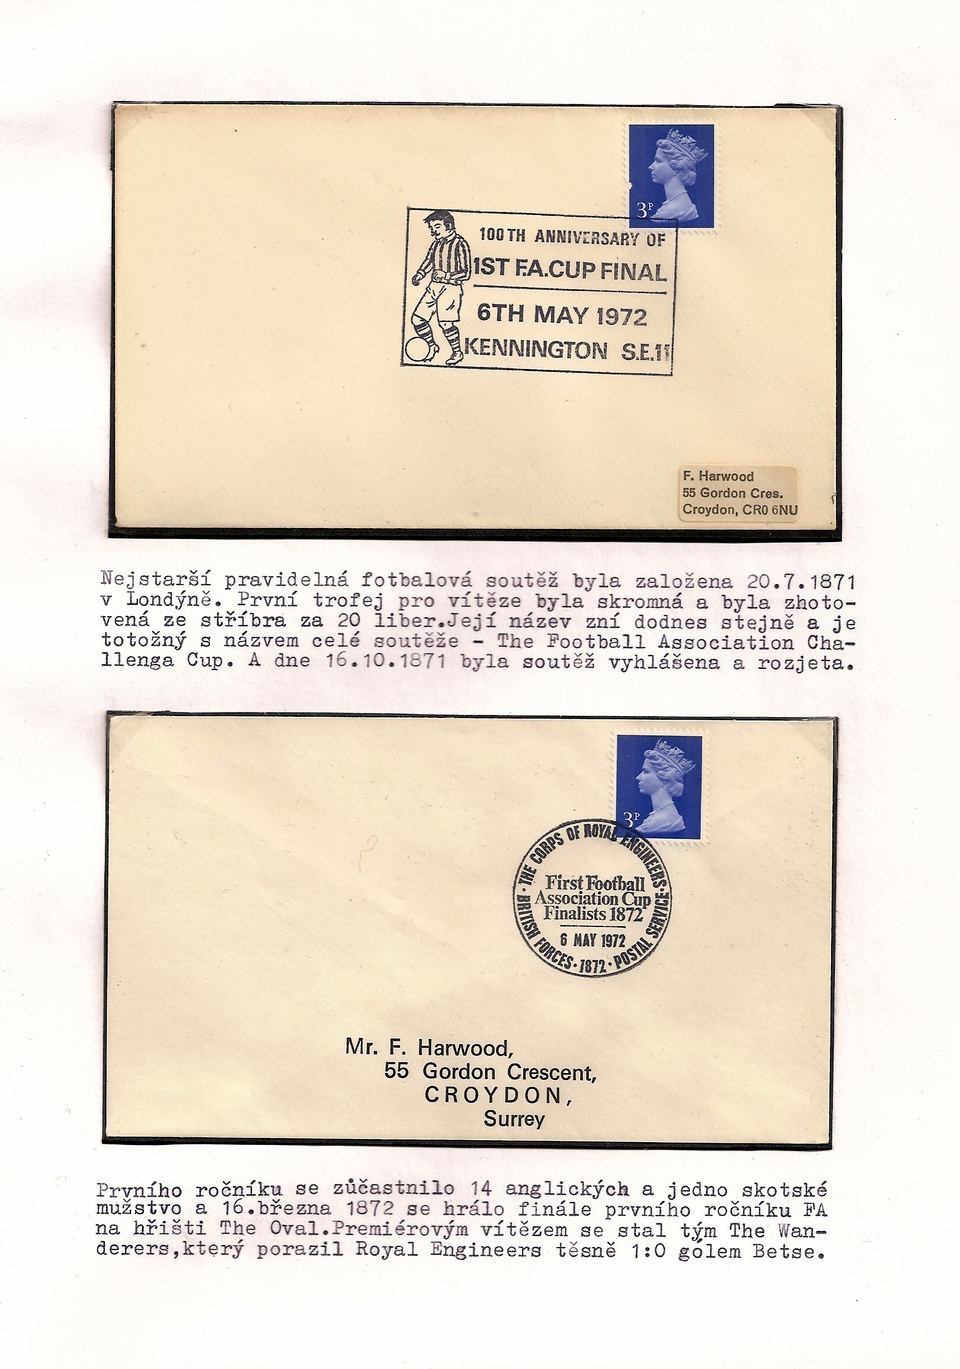 3P
100TH ANNIVERSARY OF
1ST F.A.CUP FINAL
6TH MAY 1972
KENNINGTON S.E.11
F. Harwood
55 Gordon Cres.
Croydon, CR0 6NU
Nejstarší pravidelná fotbalová soutěž byla založena 20.7.1871
v Londýně. První trofej pro vítěze byla skromná a byla zhoto-
vená ze stříbra za 20 liber.Její název zní dodnes stejně a je
totožný s názvem celé soutěže - The Football Association Cha-
llenga Cup. A dne 16.10.1871 byla soutěž vyhlášena a rozjeta.
3P
THE CORPS OF ROYAL ENGINEERS
First Football
Association Cup
Finalists 1872
6 MAY 1972
BRITISH FORCES · 1872 · POSTAL SERVICE
Mr. F. Harwood,
55 Gordon Crescent,
CROYDON,
Surrey
Prvního ročníku se zůčastnilo 14 anglických a jedno skotské
mužstvo a 16.března 1872 se hrálo finále prvního ročníku FA
na hřišti The Oval.Premiérovým vítězem se stal tým The Wan-
derers,který porazil Royal Engineers těsně 1:0 gólem Betse.